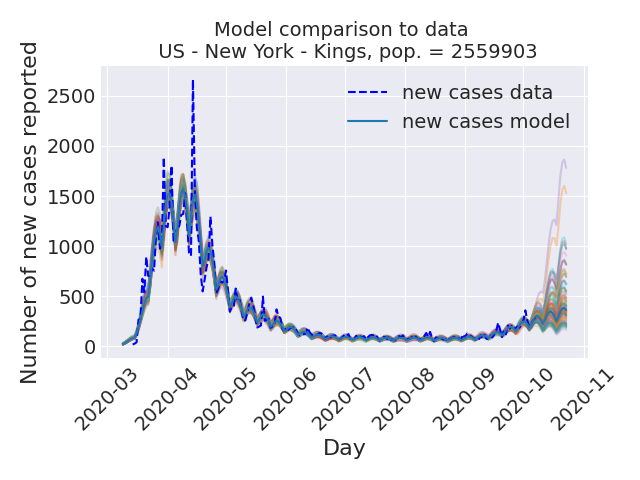 Model comparison to data
US - New York - Kings, pop. = 2559903
Number of new cases reported
2500
2000
1500
1000
500
0
new cases data
new cases model
2020-03
2020-04
2020-05
2020-06
2020-07
2020-08
2020-09
2020-10
2020-11
Day